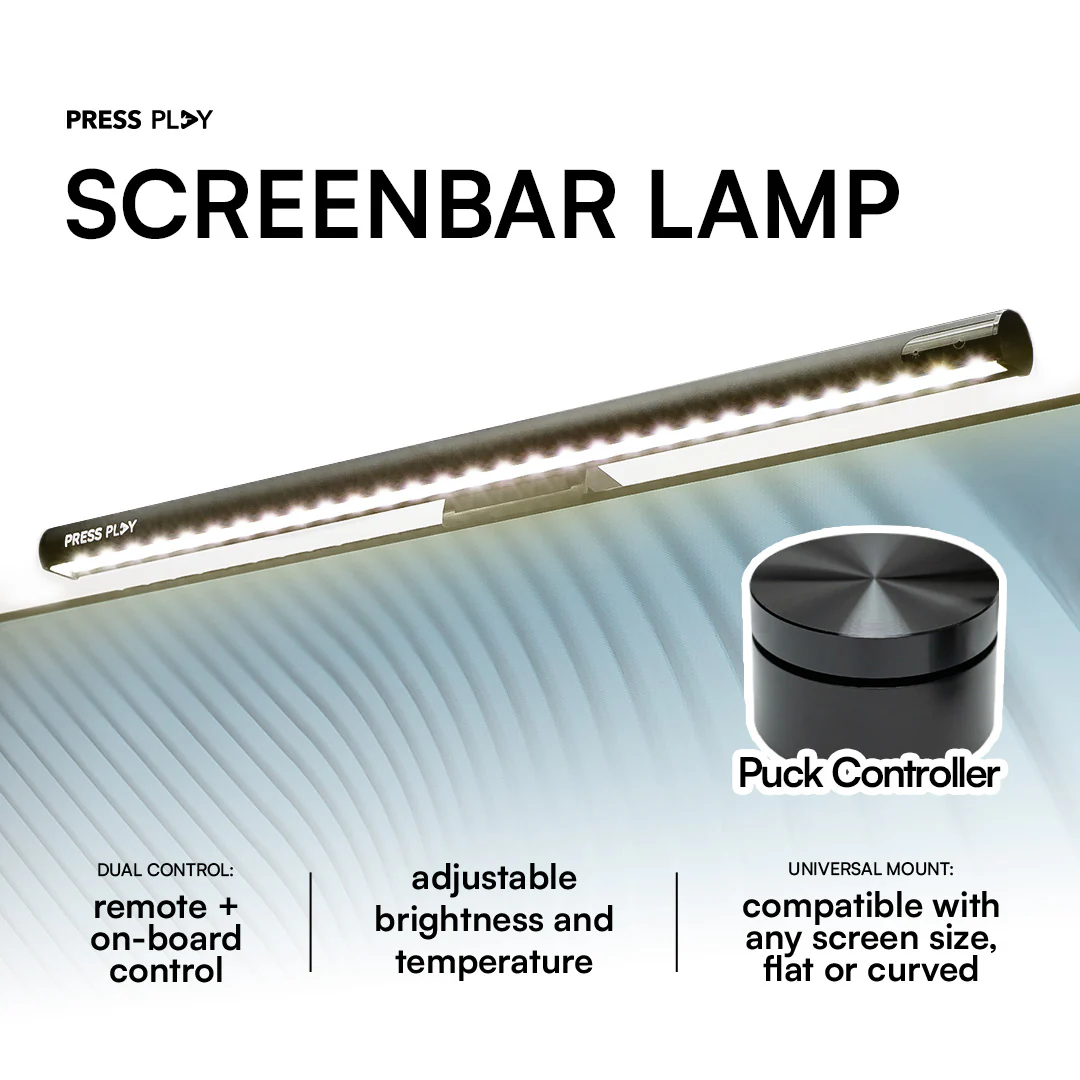 PRESS PLAY
SCREENBAR LAMP
PRESS PLAY
Puck Controller
DUAL CONTROL:
remote +
on-board
control
adjustable
brightness and
temperature
UNIVERSAL MOUNT:
compatible with
any screen size,
flat or curved